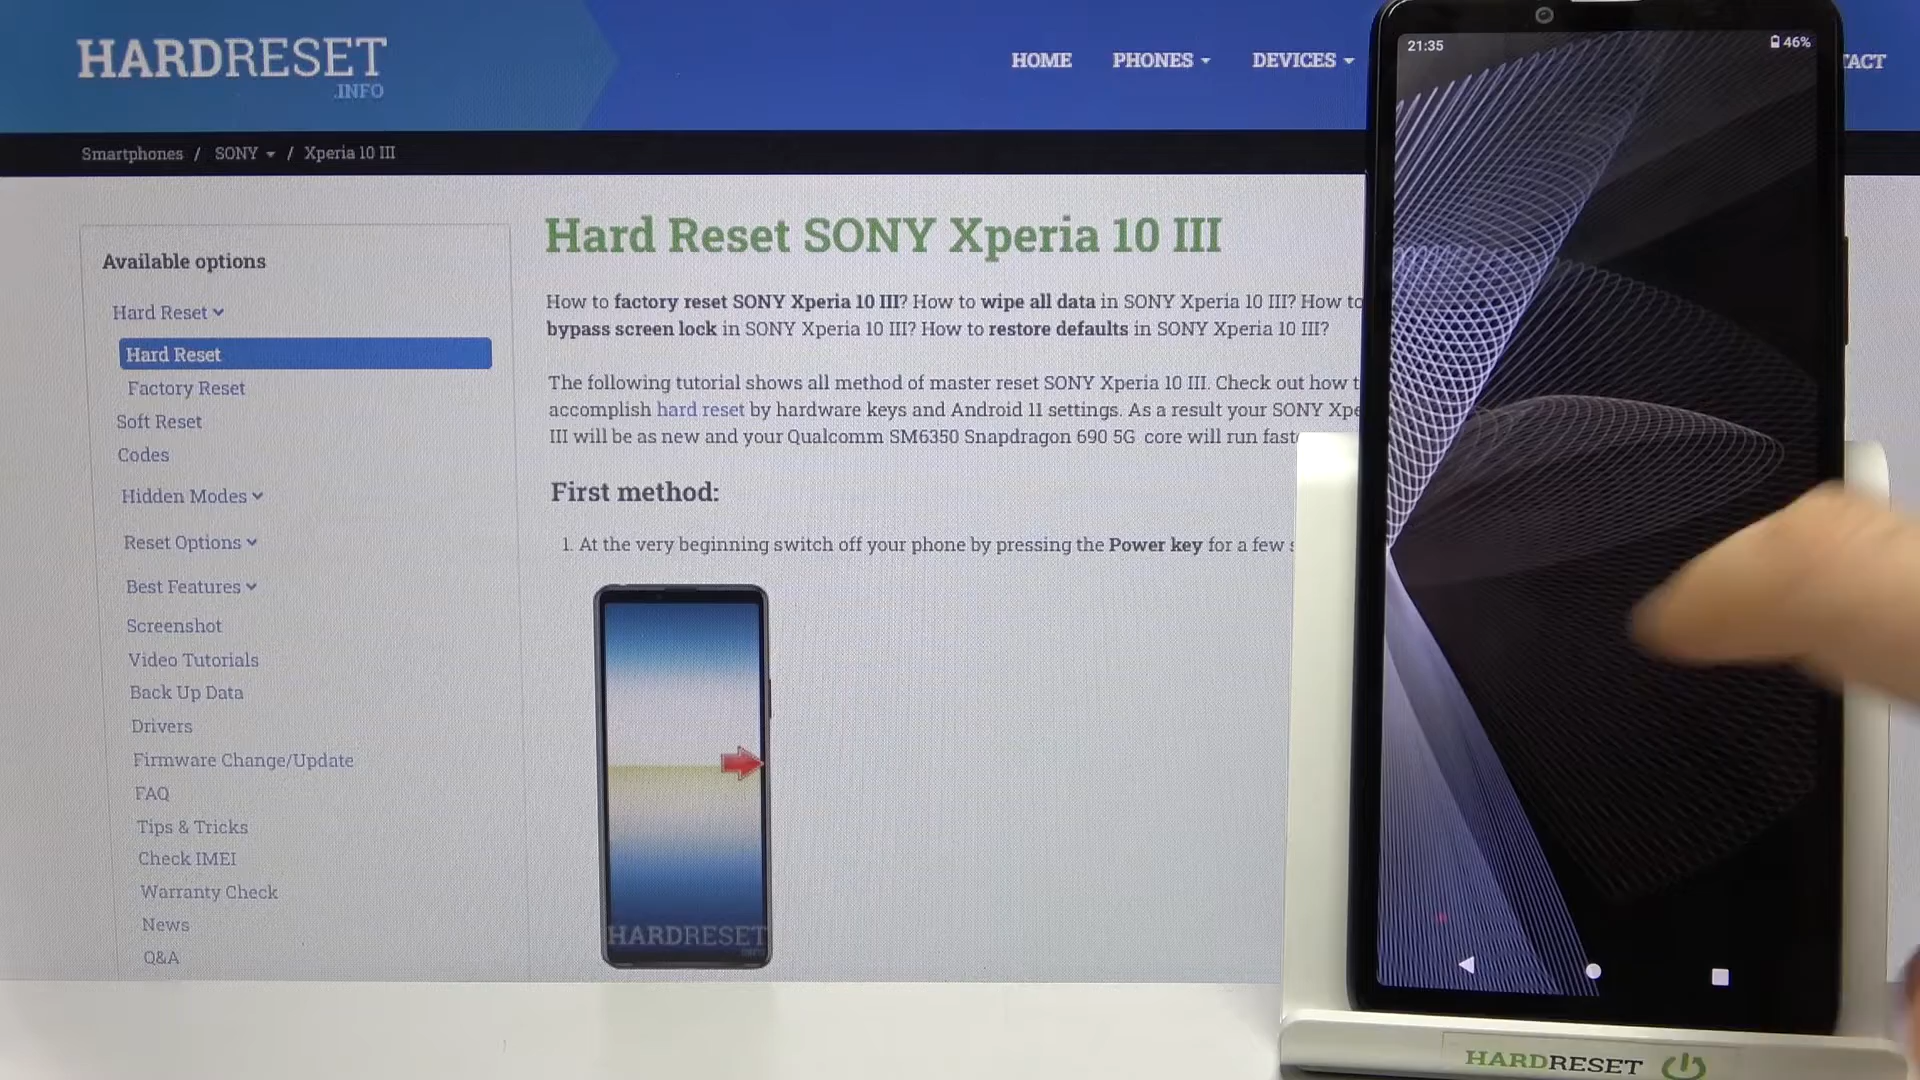 HARDRESET
.INFO
HOME PHONES DEVICES
Smartphones / SONY / Xperia 10 III
Available options
Hard Reset
Hard Reset
Factory Reset
Soft Reset
Codes
Hidden Modes
Reset Options
Best Features
Screenshot
Video Tutorials
Back Up Data
Drivers
Firmware Change/Update
FAQ
Tips & Tricks
Check IMEI
Warranty Check
News
Q&A
Hard Reset SONY Xperia 10 III
How to factory reset SONY Xperia 10 III? How to wipe all data in SONY Xperia 10 III? How to
bypass screen lock in SONY Xperia 10 III? How to restore defaults in SONY Xperia 10 III?
The following tutorial shows all method of master reset SONY Xperia 10 III. Check out how t
accomplish hard reset by hardware keys and Android 11 settings. As a result your SONY Xpe
III will be as new and your Qualcomm SM6350 Snapdragon 690 5G core will run fast
First method:
1. At the very beginning switch off your phone by pressing the Power key for a few s
HARDRESET
21:35 46%
TACT
HARDRESET